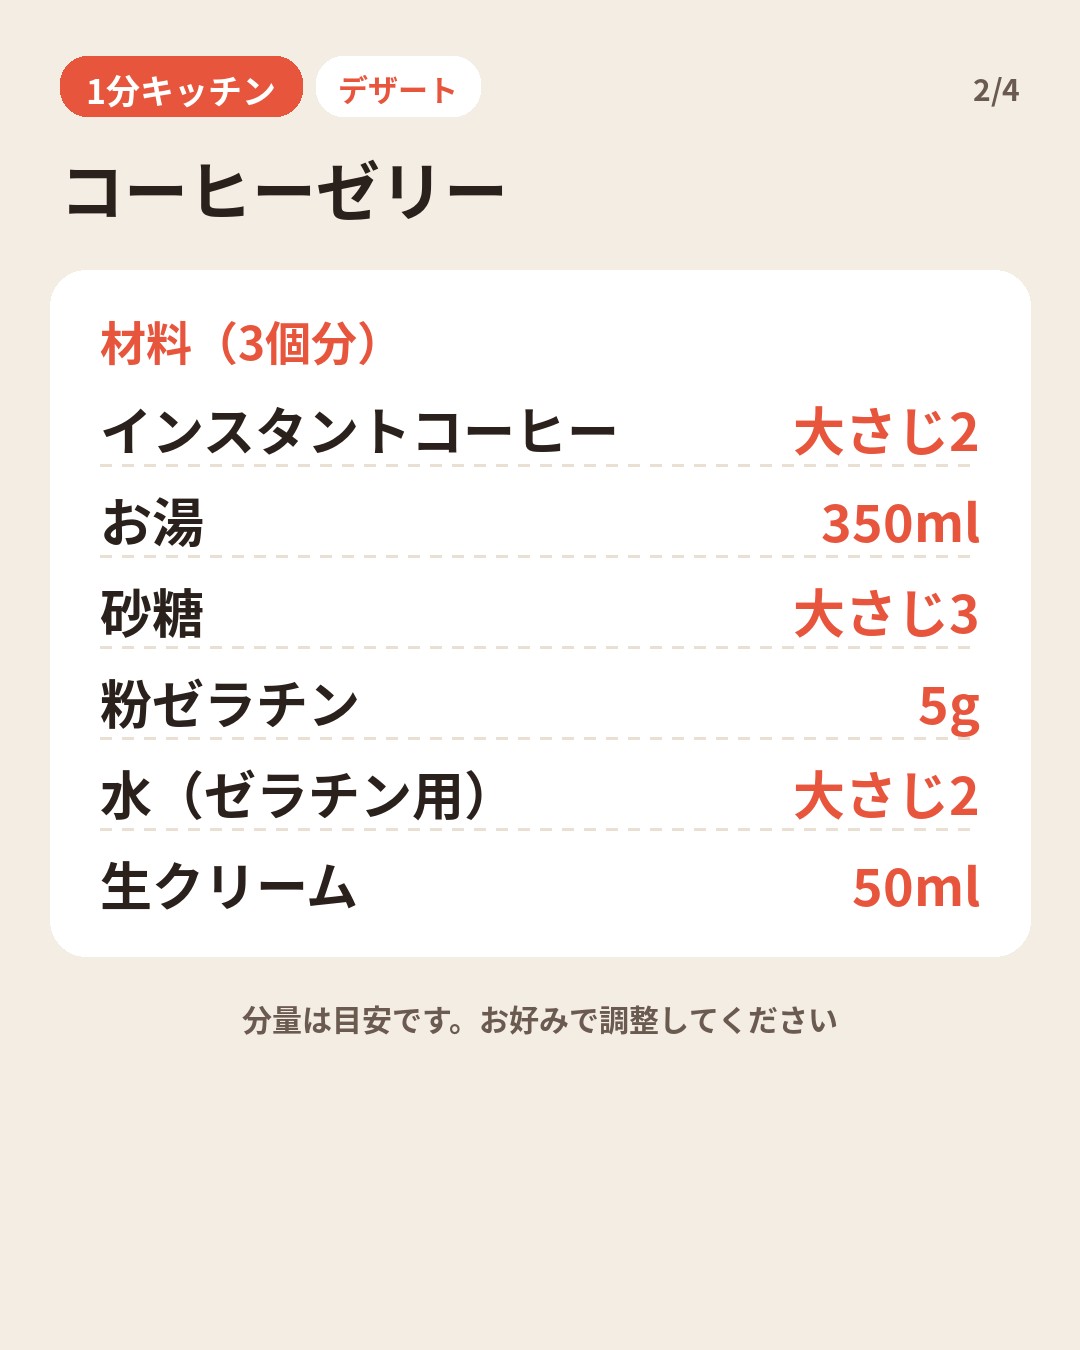 1分キッチン デザート 2/4
コーヒーゼリー
材料（3個分）
インスタントコーヒー 大さじ2
お湯 350ml
砂糖 大さじ3
粉ゼラチン 5g
水（ゼラチン用） 大さじ2
生クリーム 50ml
分量は目安です。お好みで調整してください